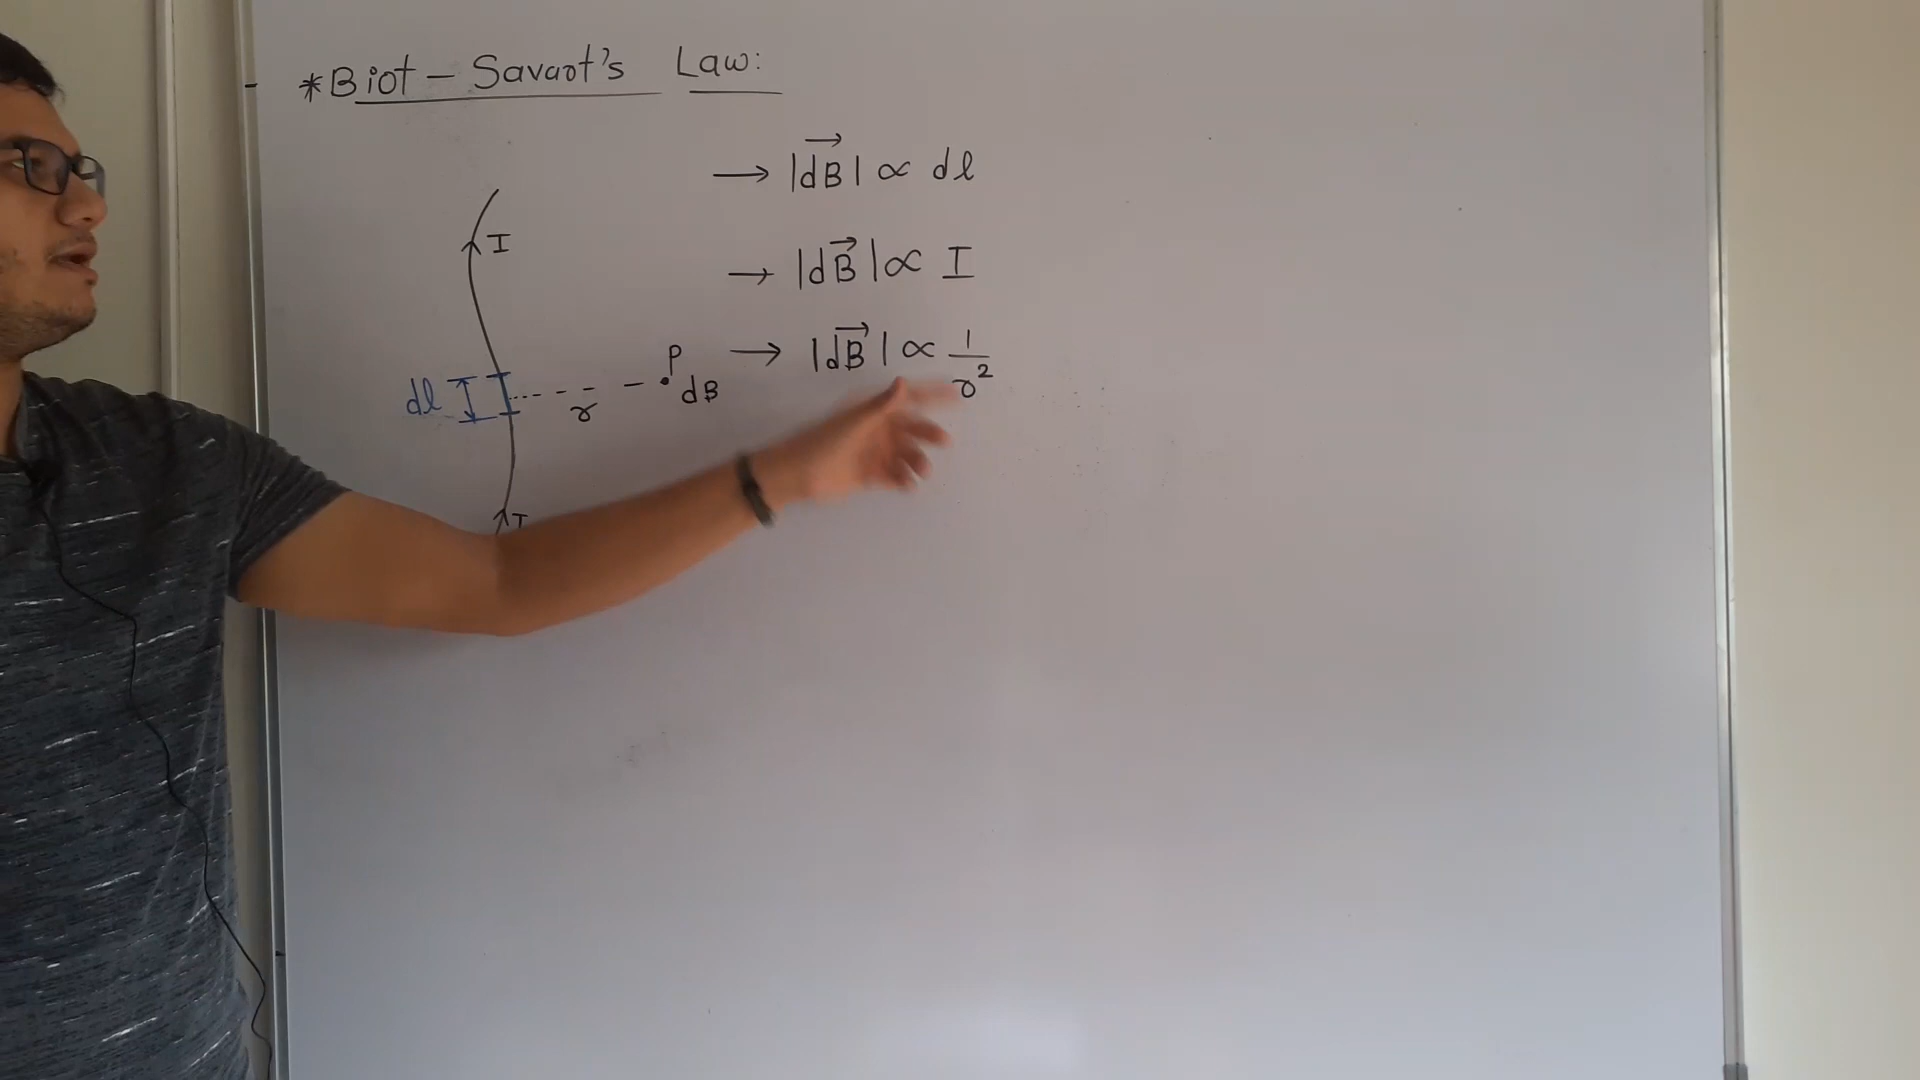 - *Biot - Savart's Law:
→ |dB⃗| ∝ dl
I
→ |dB⃗| ∝ I
P
→ |dB⃗| ∝ 1/r²
dl
r
dB
I